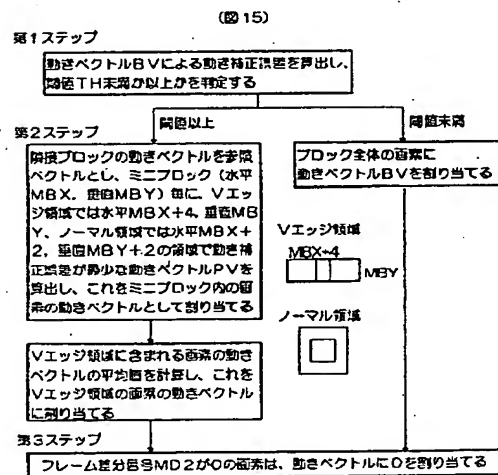 (図15)
第1ステップ
動きベクトルBVによる動き補正誤差を算出し、
閾値TH未満か以上かを判定する
閾値以上
閾値未満
第2ステップ
隣接ブロックの動きベクトルを参照
ベクトルとし、ミニブロック(水平
MBX、垂直MBY)毎に、Vエッ
ジ領域では水平MBX+4、垂直MB
Y、ノーマル領域では水平MBX+
2、垂直MBY+2の領域で動き補
正誤差が最少な動きベクトルPVを
算出し、これをミニブロック内の画
素の動きベクトルとして割り当てる
ブロック全体の画素に
動きベクトルBVを割り当てる
Vエッジ領域
MBX+4
MBY
ノーマル領域
Vエッジ領域に含まれる画素の動き
ベクトルの平均値を計算し、これを
Vエッジ領域の画素の動きベクトル
に割り当てる
第3ステップ
フレーム差分信号MD2が0の画素は、動きベクトルに0を割り当てる